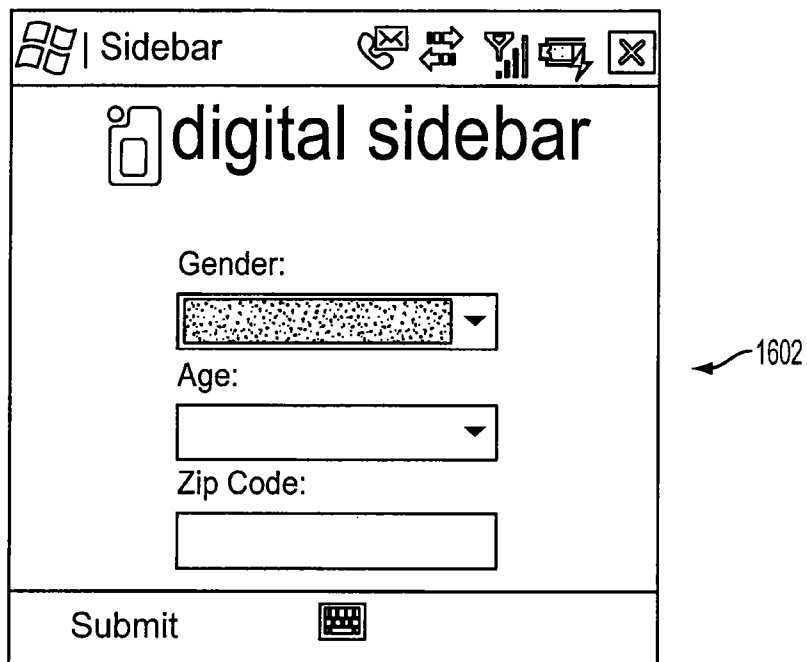 | Sidebar
digital sidebar
Gender:
Age:
1602
Zip Code:
Submit